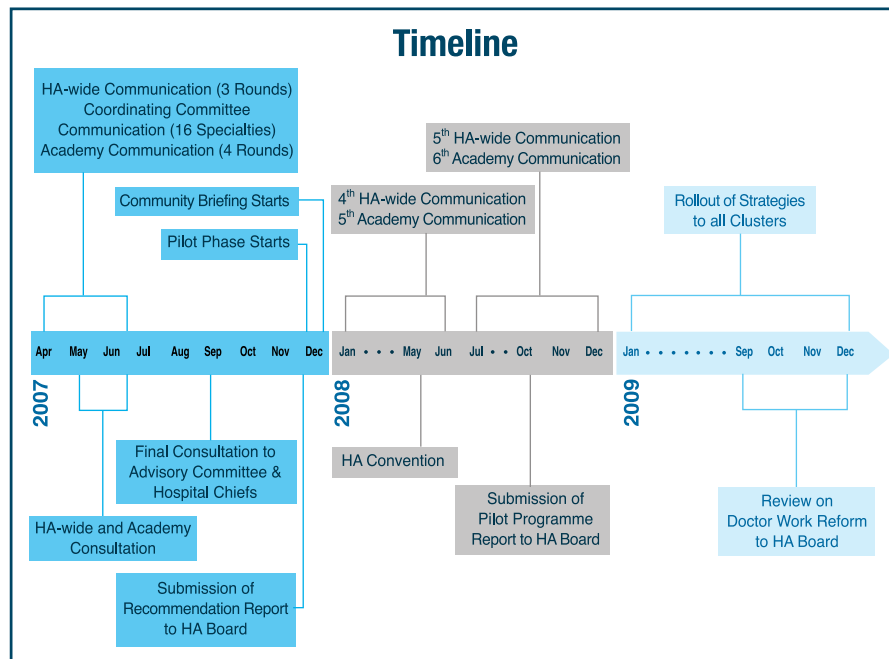 Timeline
HA-wide Communication (3 Rounds)
Coordinating Committee
Communication (16 Specialties)
Academy Communication (4 Rounds)
5th HA-wide Communication
6th Academy Communication
Community Briefing Starts
4th HA-wide Communication
5th Academy Communication
Rollout of Strategies
to all Clusters
Pilot Phase Starts
Apr May Jun Jul Aug Sep Oct Nov Dec Jan • • • May Jun Jul • • Oct Nov Dec Jan • • • • • • • Sep Oct Nov Dec
2007 2008 2009
Final Consultation to
Advisory Committee &
Hospital Chiefs
HA Convention
HA-wide and Academy
Consultation
Submission of
Pilot Programme
Report to HA Board
Review on
Doctor Work Reform
to HA Board
Submission of
Recommendation Report
to HA Board